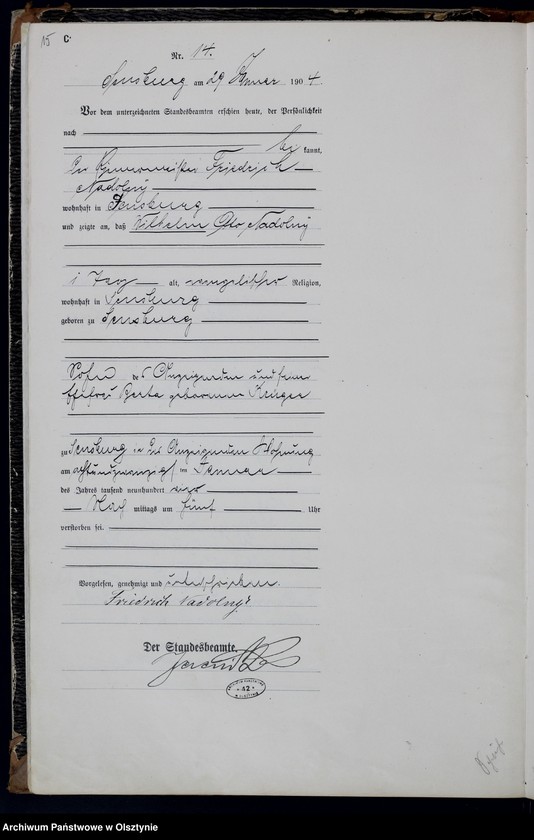 15
C.
Nr. 14.
Sensburg am 29 Januar 1904.
Vor dem unterzeichneten Standesbeamten erschien heute, der Persönlichkeit
nach
be kannt,
Der Friedrich
Nadolny
wohnhaft in Sensburg
und zeigte an, daß Wilhelm Otto Nadolny
1 Tag alt, evangelischer Religion,
wohnhaft in Sensburg
geboren zu Sensburg
Sohn des Anzeigenden und seiner
Ehefrau Berta geborenen Krüger
zu Sensburg in des Anzeigenden Wohnung
am achtundzwanzigsten Januar
des Jahres tausend neunhundert vier
Nach mittags um fünf Uhr
verstorben sei.
Vorgelesen, genehmigt und unterschrieben.
Friedrich Nadolny
Der Standesbeamte.
42
Archiwum Państwowe w Olsztynie